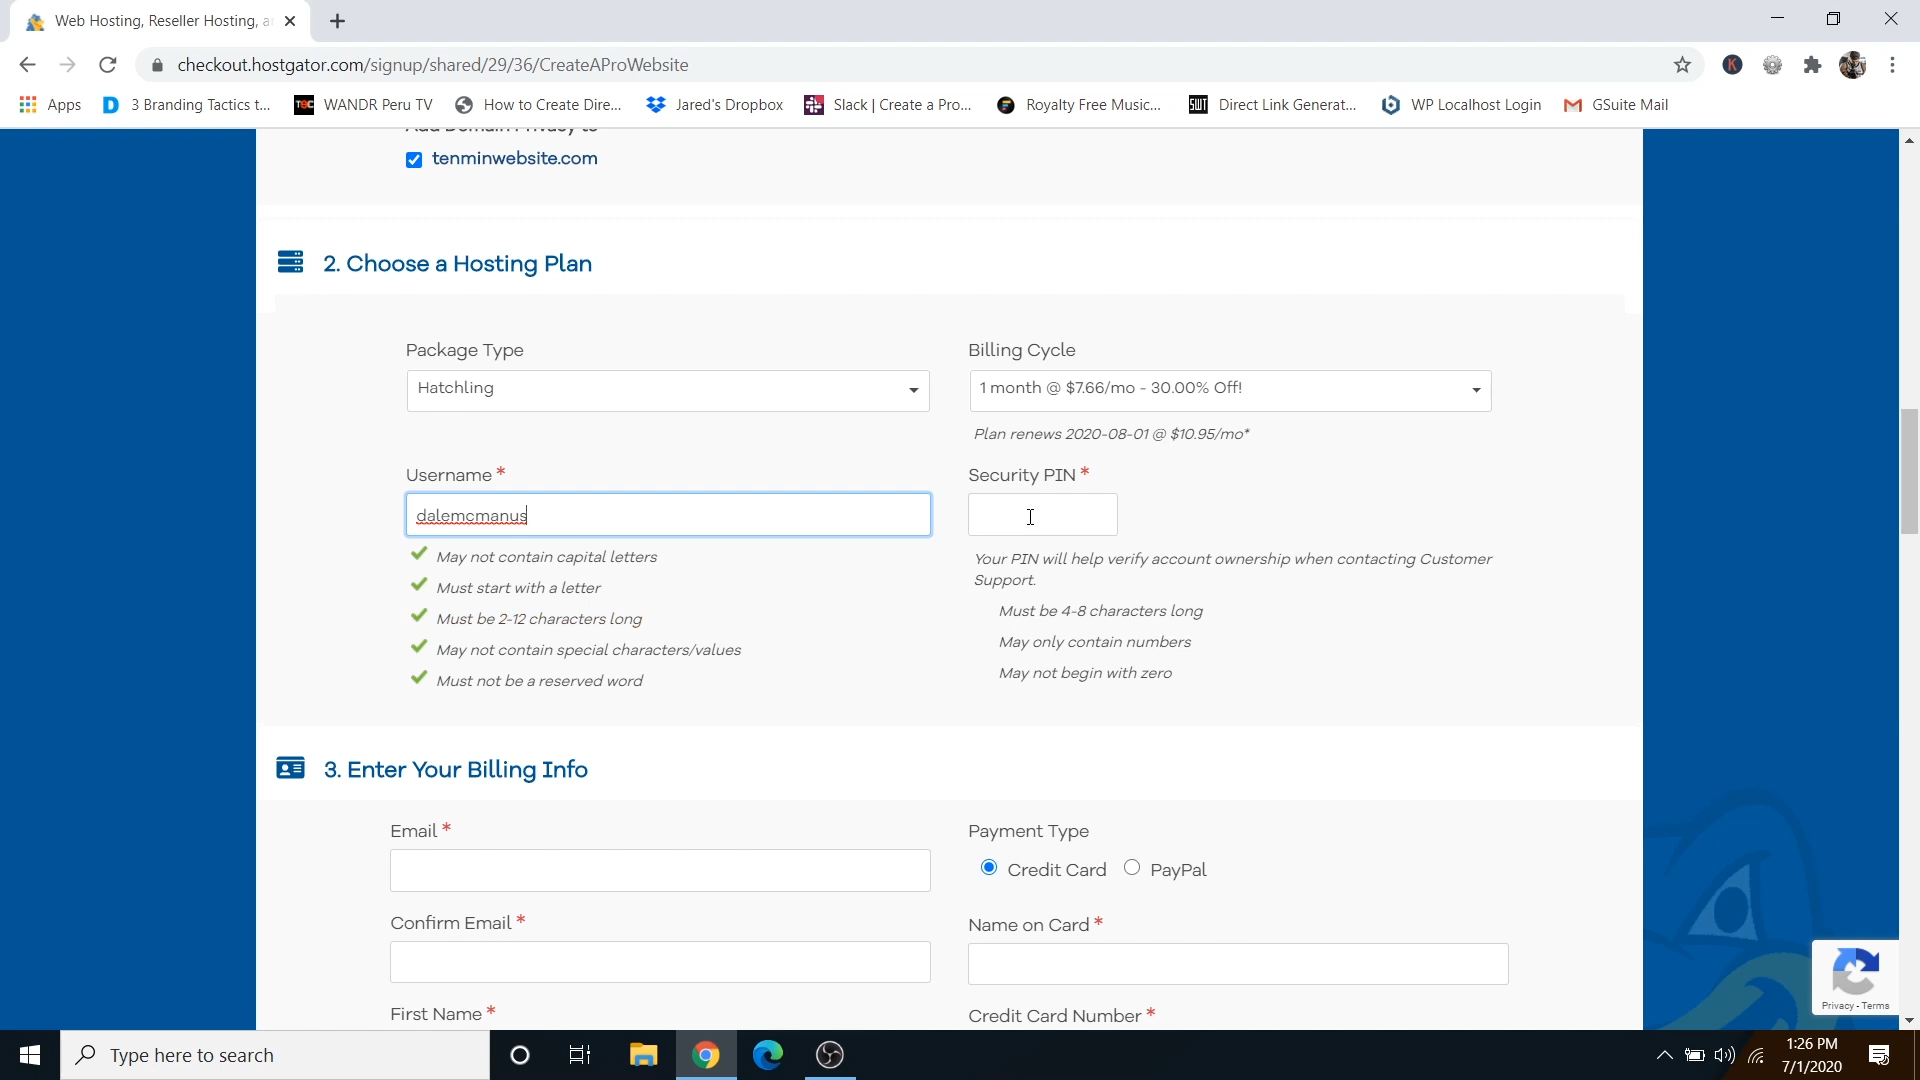 Web Hosting, Reseller Hosting, a
checkout.hostgator.com/signup/shared/29/36/CreateAProWebsite
K
Apps
D 3 Branding Tactics t...
TEC WANDR Peru TV
How to Create Dire...
Jared's Dropbox
Slack | Create a Pro...
Royalty Free Music...
SWT Direct Link Generat...
WP Localhost Login
GSuite Mail
Add Domain Privacy to
tenminwebsite.com
2. Choose a Hosting Plan
Package Type
Billing Cycle
Hatchling
1 month @ $7.66/mo - 30.00% Off!
Plan renews 2020-08-01 @ $10.95/mo*
Username *
Security PIN *
dalemcmanus
May not contain capital letters
Must start with a letter
Must be 2-12 characters long
May not contain special characters/values
Must not be a reserved word
Your PIN will help verify account ownership when contacting Customer
Support.
Must be 4-8 characters long
May only contain numbers
May not begin with zero
3. Enter Your Billing Info
Email *
Payment Type
Credit Card
PayPal
Confirm Email *
Name on Card *
First Name *
Credit Card Number *
Privacy - Terms
Type here to search
1:26 PM
7/1/2020